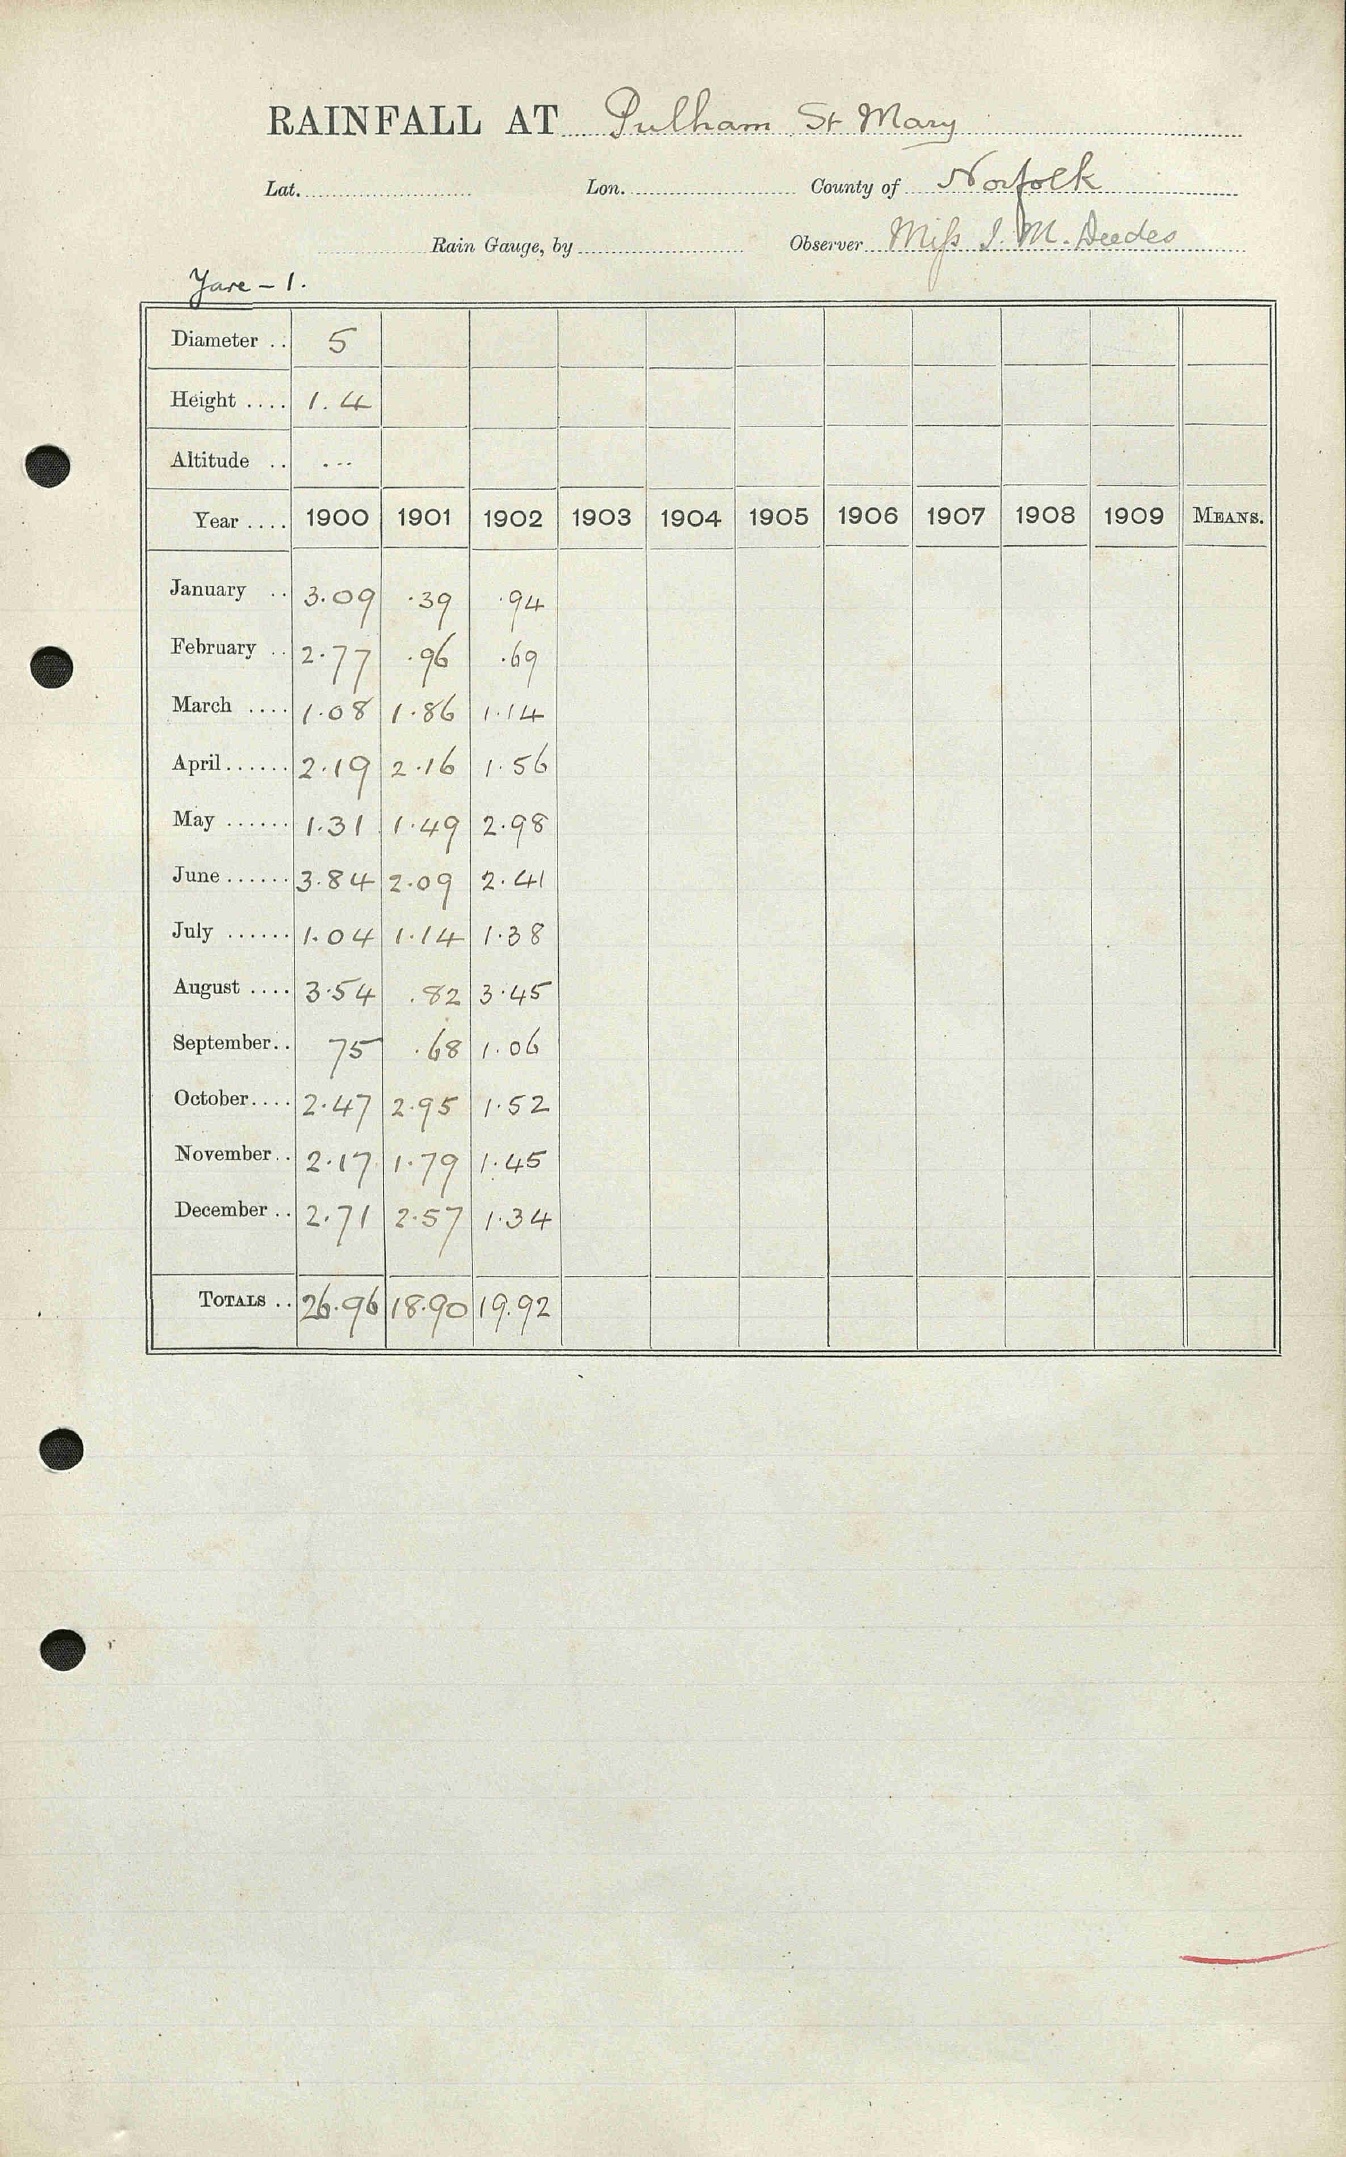 RAINFALL AT Pulham St Mary
Lat. Lon. County of Norfolk
Rain Gauge, by Observer Miss I. M. Deedes
Yare - 1.
Diameter .. 5
Height .... 1.4
Altitude .. ...
Year .... 1900 1901 1902 1903 1904 1905 1906 1907 1908 1909 MEANS.
January .. 3.09 .39 .94
February .. 2.77 .96 .69
March .... 1.08 1.86 1.14
April...... 2.19 2.16 1.56
May ...... 1.31 1.49 2.98
June...... 3.84 2.09 2.41
July ...... 1.04 1.14 1.38
August .... 3.54 .82 3.45
September.. 75 .68 1.06
October.... 2.47 2.95 1.52
November.. 2.17 1.79 1.45
December .. 2.71 2.57 1.34
TOTALS .. 26.96 18.90 19.92